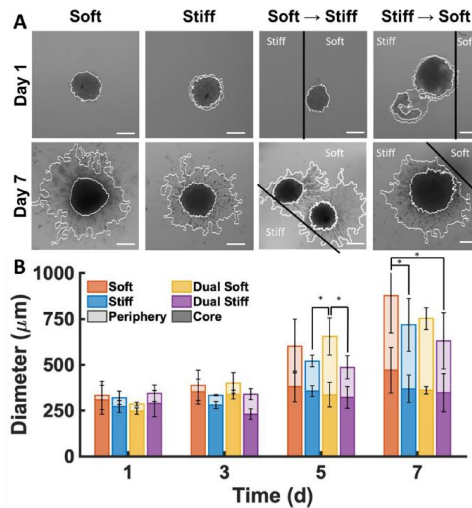 A
Soft
Stiff
Soft → Stiff
Stiff → Soft
Day 1
Stiff
Soft
Stiff
Soft
Day 7
Soft
Stiff
Stiff
Soft
B
Diameter (μm)
1000
750
500
250
0
Soft
Dual Soft
Stiff
Dual Stiff
Periphery
Core
*
*
*
*
1
3
5
7
Time (d)